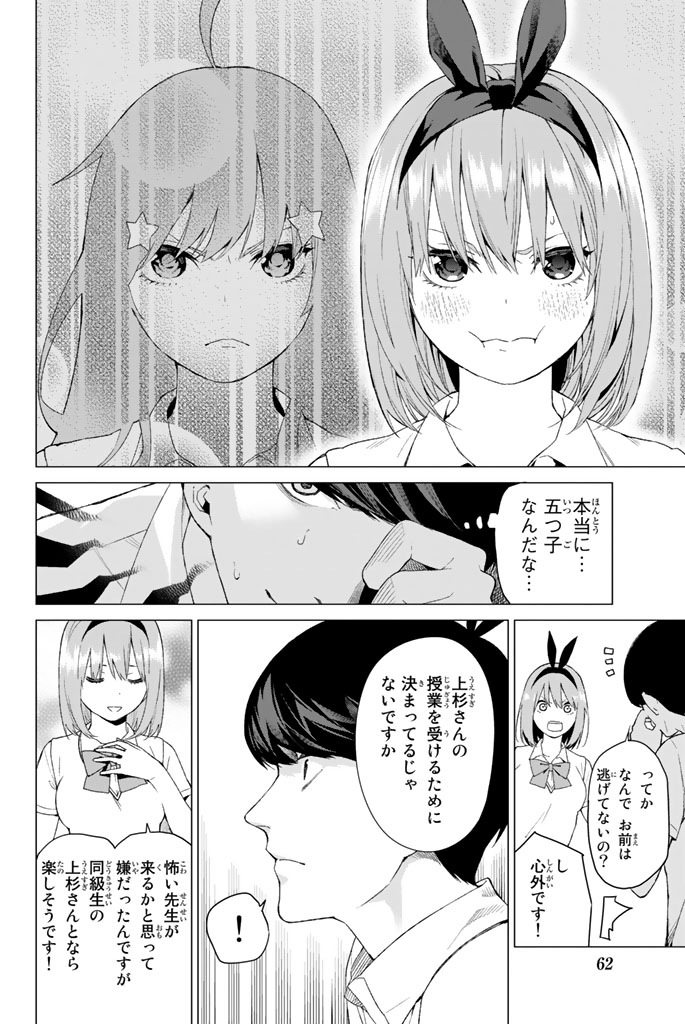 本当に…
五つ子
なんだな…
ってか
なんで お前は
逃げてないの？
し
心外です！
上杉さんの
授業を受けるために
決まってるじゃ
ないですか
！
怖い先生が
来るかと思って
嫌だったんですが
同級生の
上杉さんとなら
楽しそうです！
62